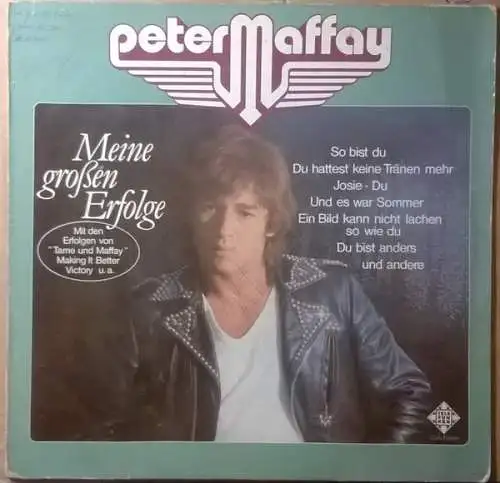 peter Maffay
Meine
großen
Erfolge
Mit den
Erfolgen von
"Tame und Maffay"
Making It Better
Victory u. a.
So bist du
Du hattest keine Tränen mehr
Josie - Du
Und es war Sommer
Ein Bild kann nicht lachen
so wie du
Du bist anders
und andere